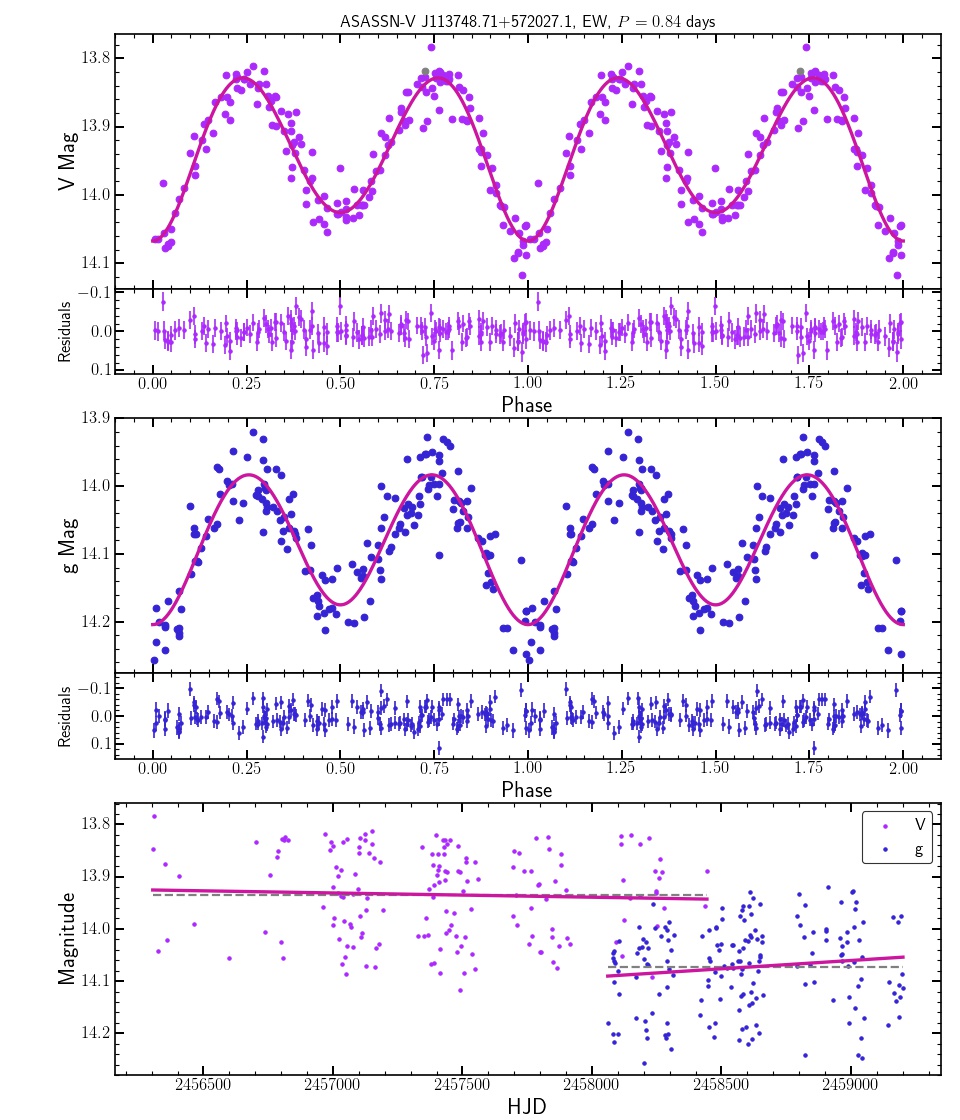 ASASSN-V J113748.71+572027.1, EW, P = 0.84 days
V Mag
13.8
13.9
14.0
14.1
Residuals
−0.1
0.0
0.1
0.00 0.25 0.50 0.75 1.00 1.25 1.50 1.75 2.00
Phase
g Mag
13.9
14.0
14.1
14.2
Residuals
−0.1
0.0
0.1
0.00 0.25 0.50 0.75 1.00 1.25 1.50 1.75 2.00
Phase
Magnitude
13.8
13.9
14.0
14.1
14.2
V
g
2456500 2457000 2457500 2458000 2458500 2459000
HJD